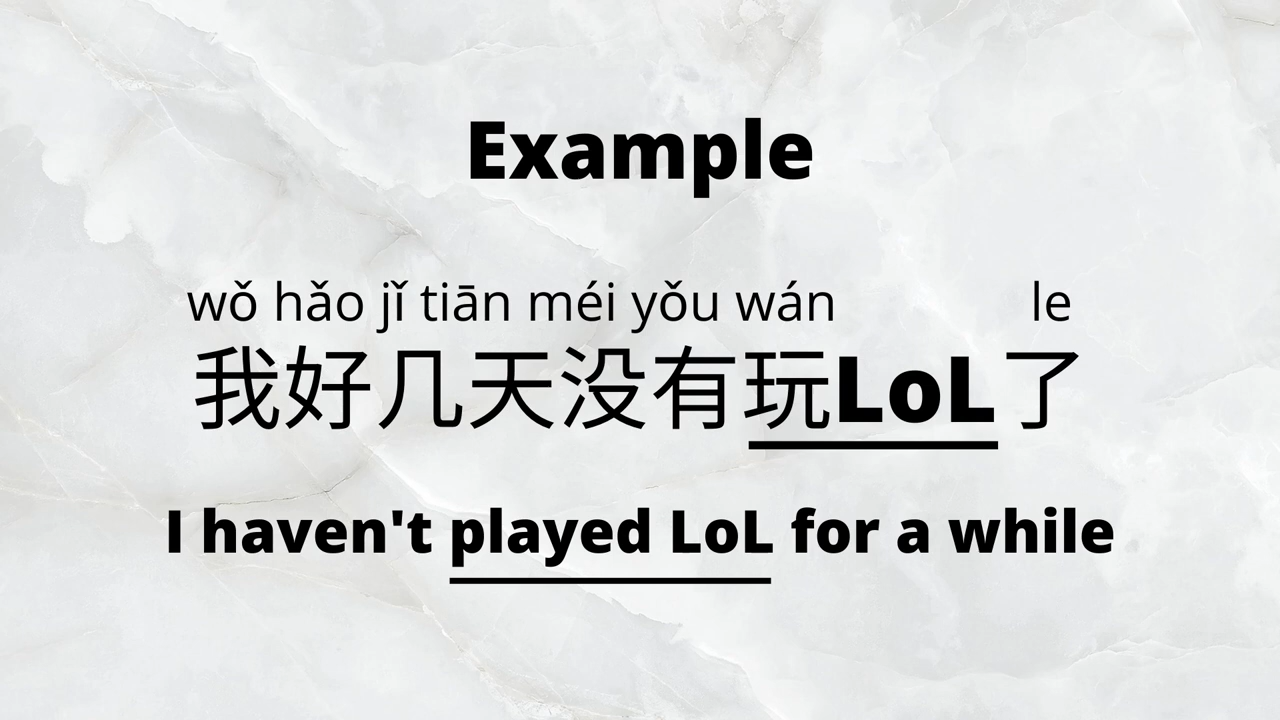 Example
wǒ hǎo jǐ tiān méi yǒu wán le
我好几天没有玩LoL了
I haven't played LoL for a while